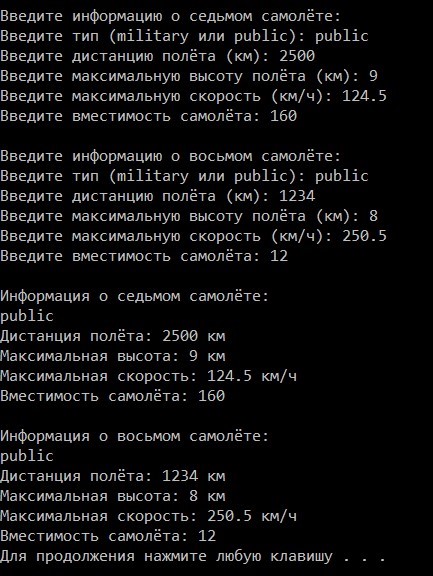 Введите информацию о седьмом самолёте:
Введите тип (military или public): public
Введите дистанцию полёта (км): 2500
Введите максимальную высоту полёта (км): 9
Введите максимальную скорость (км/ч): 124.5
Введите вместимость самолёта: 160
Введите информацию о восьмом самолёте:
Введите тип (military или public): public
Введите дистанцию полёта (км): 1234
Введите максимальную высоту полёта (км): 8
Введите максимальную скорость (км/ч): 250.5
Введите вместимость самолёта: 12
Информация о седьмом самолёте:
public
Дистанция полёта: 2500 км
Максимальная высота: 9 км
Максимальная скорость: 124.5 км/ч
Вместимость самолёта: 160
Информация о восьмом самолёте:
public
Дистанция полёта: 1234 км
Максимальная высота: 8 км
Максимальная скорость: 250.5 км/ч
Вместимость самолёта: 12
Для продолжения нажмите любую клавишу . . .